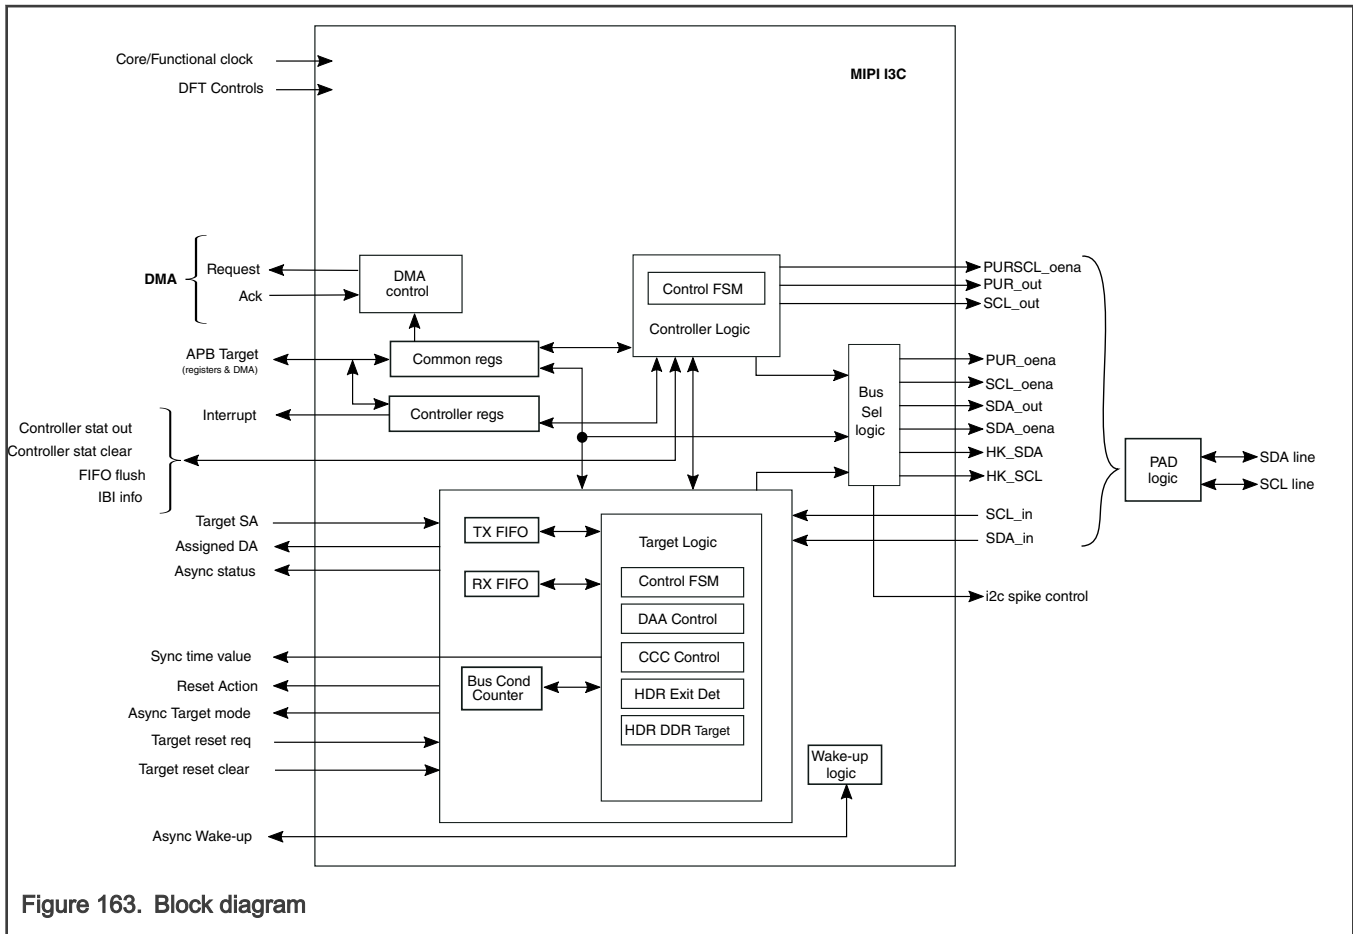 Core/Functional clock
DFT Controls
MIPI I3C
DMA
Request
Ack
DMA
control
Control FSM
Controller Logic
PURSCL_oena
PUR_out
SCL_out
APB Target
(registers & DMA)
Common regs
Interrupt
Controller regs
Bus
Sel
logic
PUR_oena
SCL_oena
SDA_out
SDA_oena
HK_SDA
HK_SCL
Controller stat out
Controller stat clear
FIFO flush
IBI info
PAD
logic
SDA line
SCL line
SCL_in
SDA_in
i2c spike control
Target SA
Assigned DA
Async status
TX FIFO
RX FIFO
Target Logic
Control FSM
DAA Control
CCC Control
HDR Exit Det
HDR DDR Target
Sync time value
Reset Action
Async Target mode
Target reset req
Target reset clear
Bus Cond
Counter
Wake-up
logic
Async Wake-up
Figure 163. Block diagram